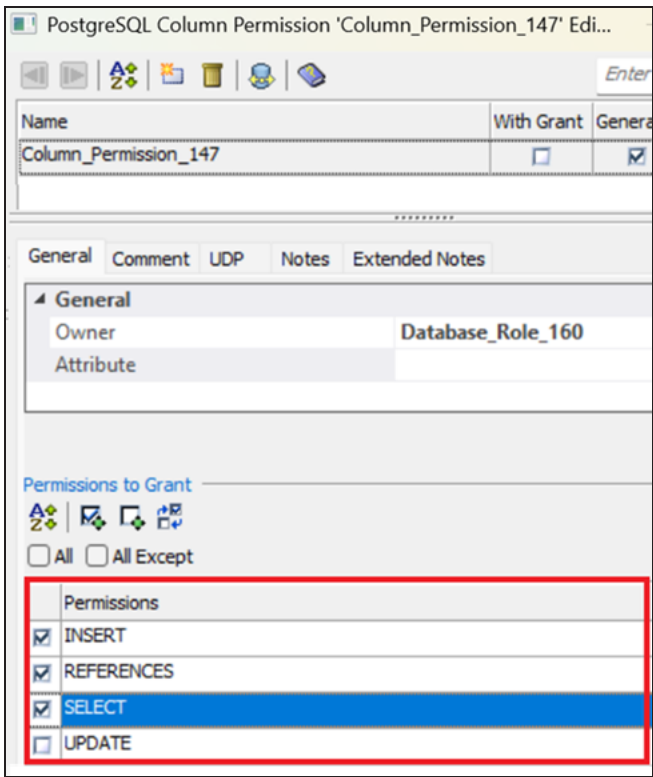 PostgreSQL Column Permission 'Column_Permission_147' Edi...
Enter
Name With Grant Genera
Column_Permission_147
General Comment UDP Notes Extended Notes
General
Owner Database_Role_160
Attribute
Permissions to Grant
All All Except
Permissions
INSERT
REFERENCES
SELECT
UPDATE